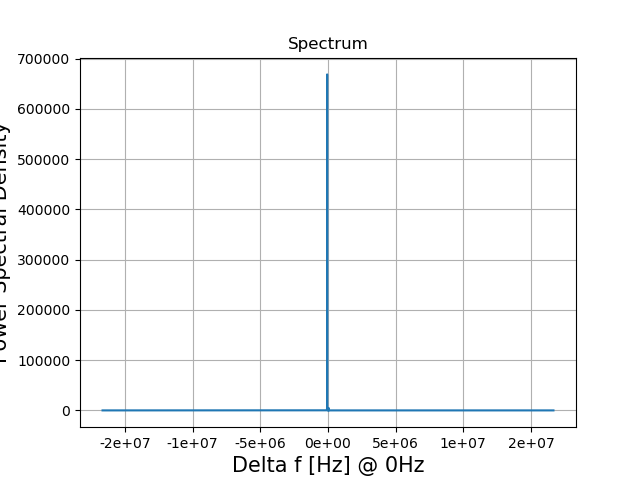 Spectrum
700000
600000
500000
400000
300000
200000
100000
0
Power Spectral Density
-2e+07 -1e+07 -5e+06 0e+00 5e+06 1e+07 2e+07
Delta f [Hz] @ 0Hz